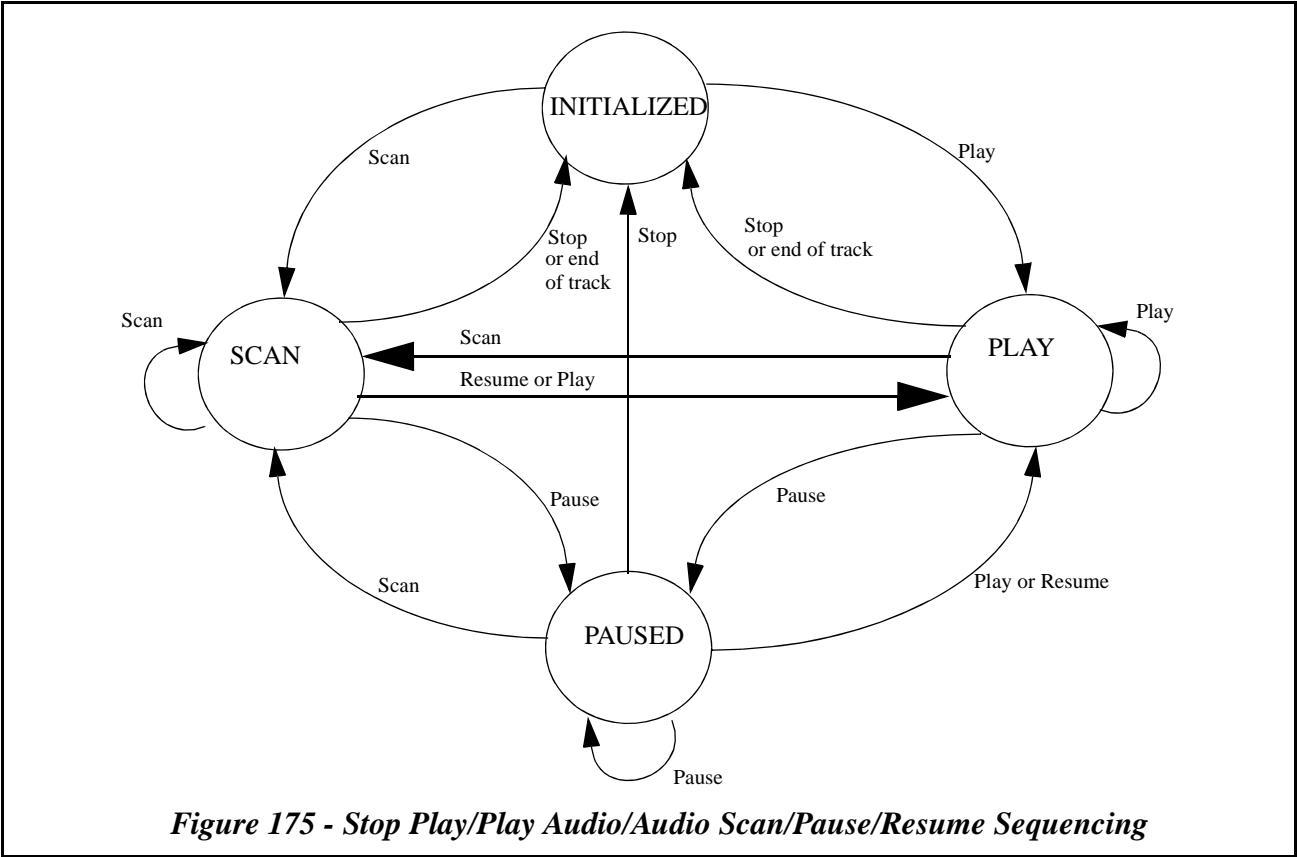 INITIALIZED
Scan
Play
Stop
or end
of track
Stop
Stop
or end of track
Scan
SCAN
Scan
PLAY
Play
Resume or Play
Pause
Pause
Scan
Play or Resume
PAUSED
Pause
Figure 175 - Stop Play/Play Audio/Audio Scan/Pause/Resume Sequencing